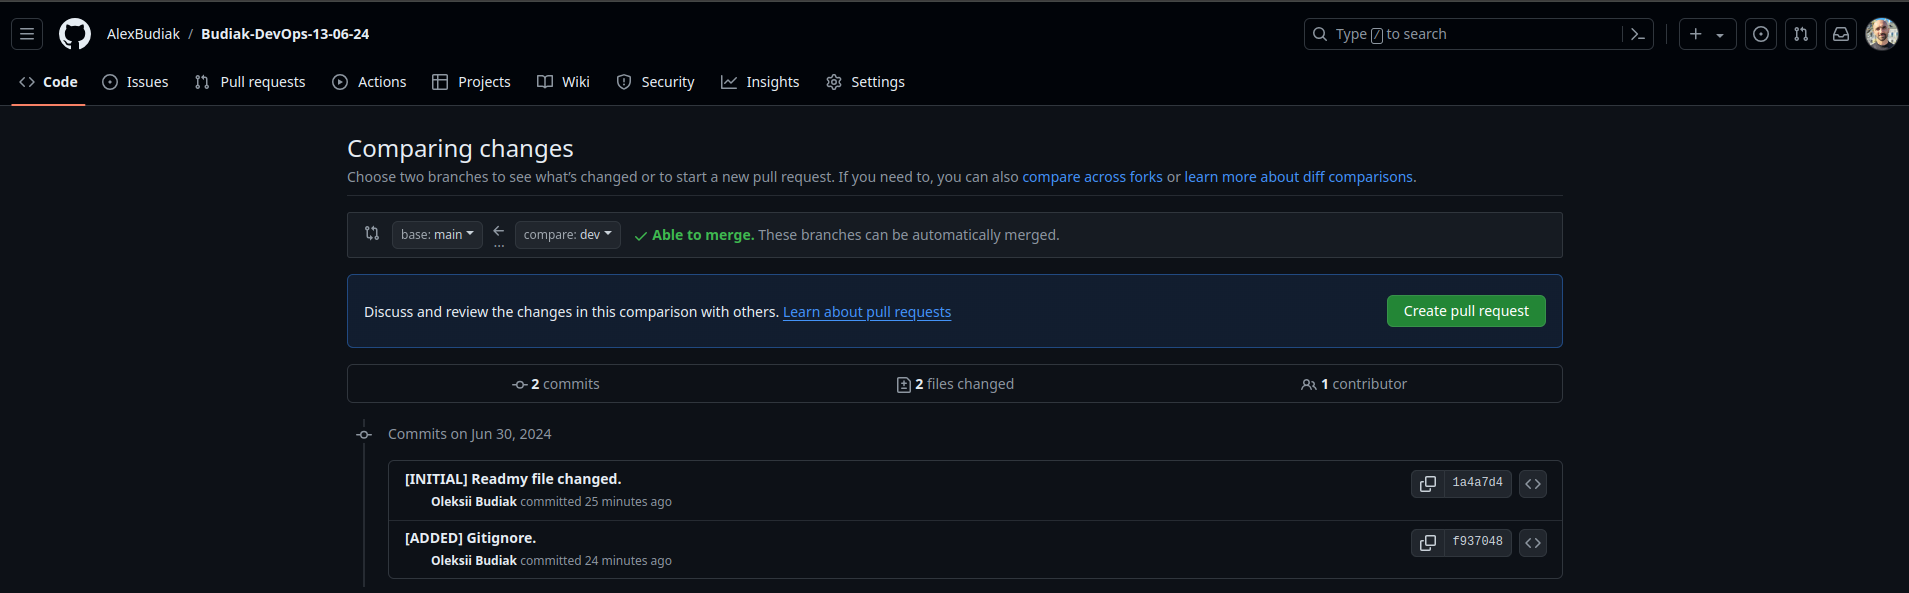 AlexBudiak / Budiak-DevOps-13-06-24
Type / to search
Code Issues Pull requests Actions Projects Wiki Security Insights Settings
Comparing changes
Choose two branches to see what's changed or to start a new pull request. If you need to, you can also compare across forks or learn more about diff comparisons.
base: main ... compare: dev Able to merge. These branches can be automatically merged.
Discuss and review the changes in this comparison with others. Learn about pull requests Create pull request
2 commits 2 files changed 1 contributor
Commits on Jun 30, 2024
[INITIAL] Readmy file changed. 1a4a7d4
Oleksii Budiak committed 25 minutes ago
[ADDED] Gitignore. f937048
Oleksii Budiak committed 24 minutes ago